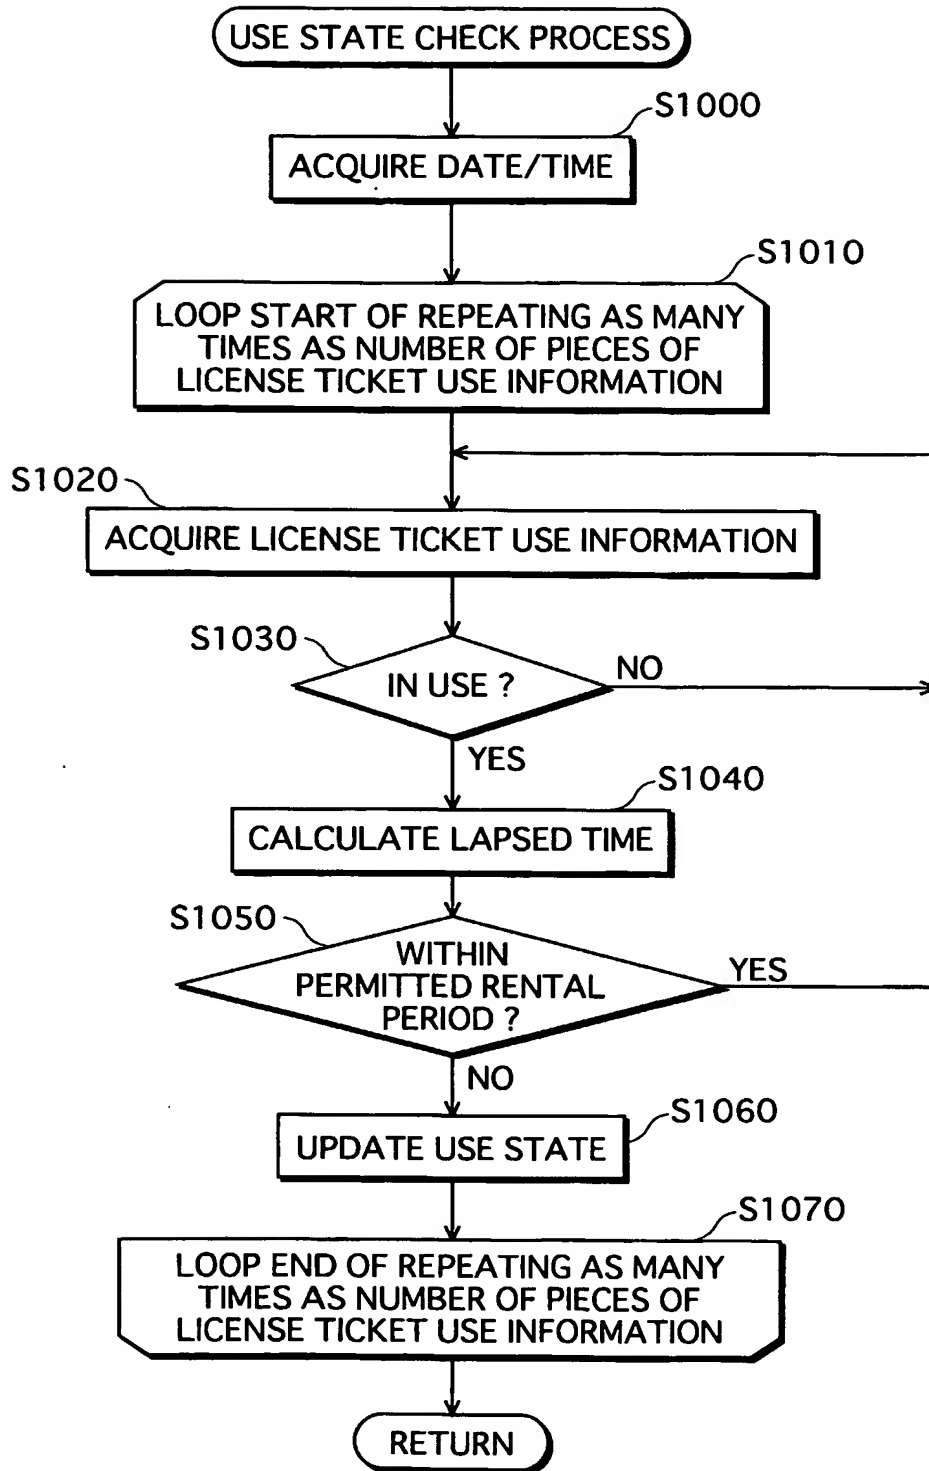 USE STATE CHECK PROCESS
S1000
ACQUIRE DATE/TIME
S1010
LOOP START OF REPEATING AS MANY
TIMES AS NUMBER OF PIECES OF
LICENSE TICKET USE INFORMATION
S1020
ACQUIRE LICENSE TICKET USE INFORMATION
S1030
IN USE ?
NO
YES
S1040
CALCULATE LAPSED TIME
S1050
WITHIN
PERMITTED RENTAL
PERIOD ?
YES
NO
S1060
UPDATE USE STATE
S1070
LOOP END OF REPEATING AS MANY
TIMES AS NUMBER OF PIECES OF
LICENSE TICKET USE INFORMATION
RETURN